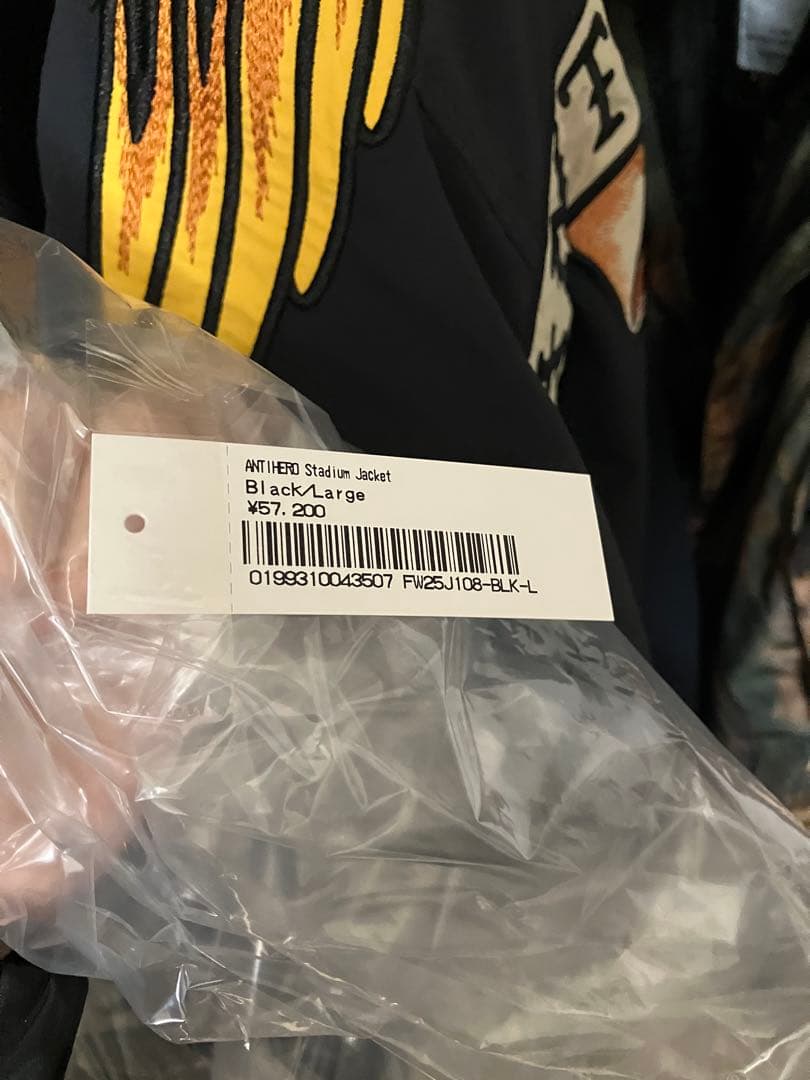 ANTIHERO Stadium Jacket
Black/Large
¥57.200
0199310043507 FW25J108-BLK-L